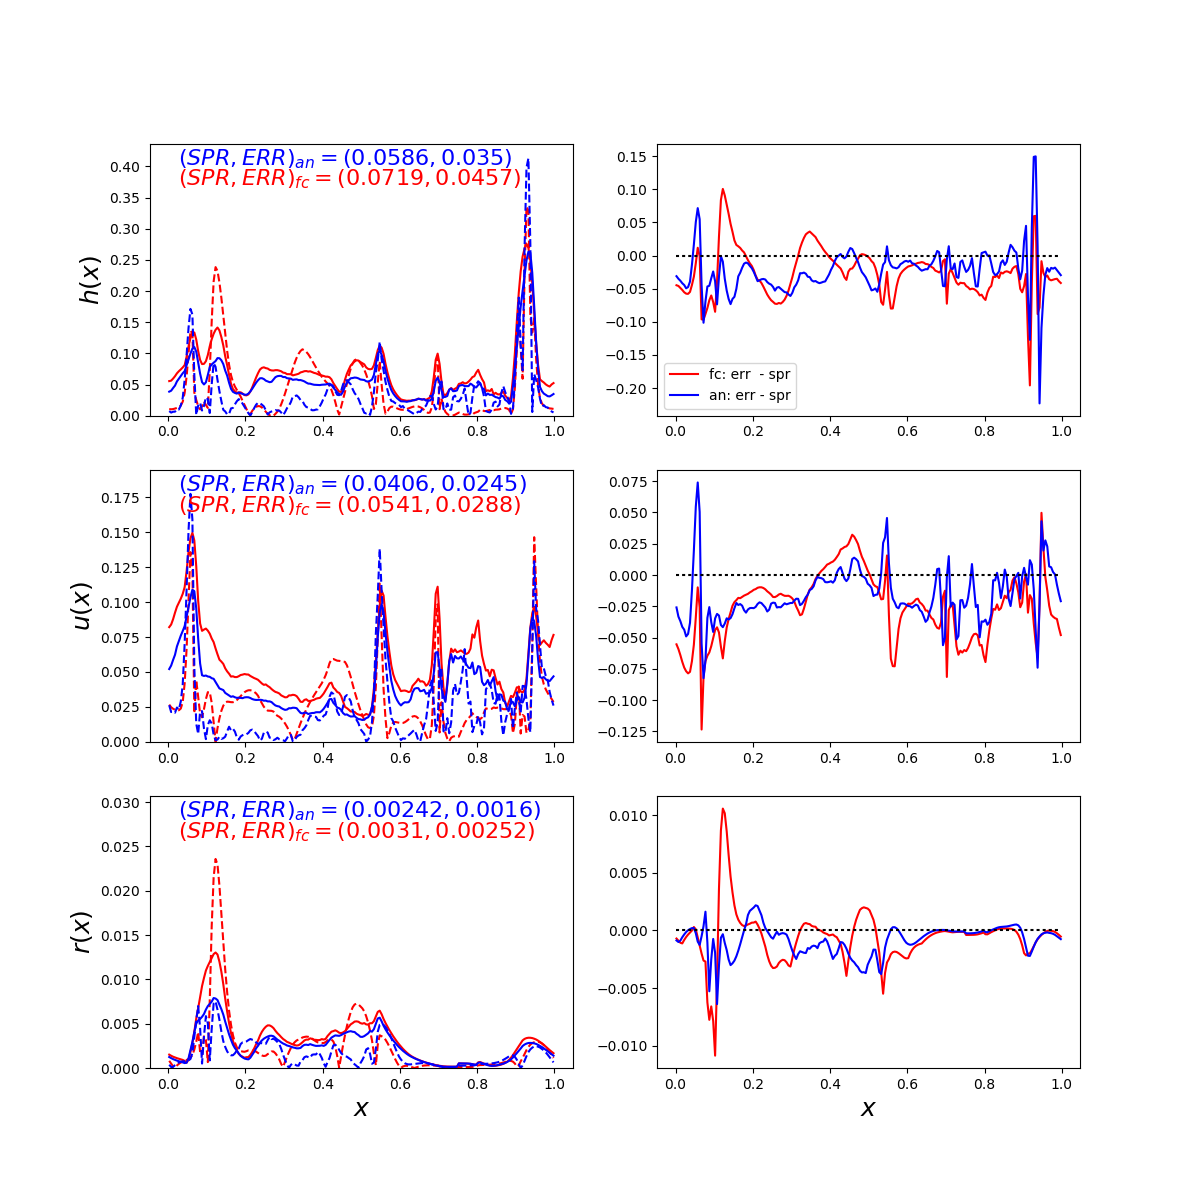 (SPR, ERR)an = (0.0586, 0.035)
(SPR, ERR)fc = (0.0719, 0.0457)
h(x)
0.40
0.35
0.30
0.25
0.20
0.15
0.10
0.05
0.00
0.0 0.2 0.4 0.6 0.8 1.0
0.15
0.10
0.05
0.00
−0.05
−0.10
−0.15
−0.20
fc: err - spr
an: err - spr
0.0 0.2 0.4 0.6 0.8 1.0
(SPR, ERR)an = (0.0406, 0.0245)
(SPR, ERR)fc = (0.0541, 0.0288)
u(x)
0.175
0.150
0.125
0.100
0.075
0.050
0.025
0.000
0.0 0.2 0.4 0.6 0.8 1.0
0.075
0.050
0.025
0.000
−0.025
−0.050
−0.075
−0.100
−0.125
0.0 0.2 0.4 0.6 0.8 1.0
(SPR, ERR)an = (0.00242, 0.0016)
(SPR, ERR)fc = (0.0031, 0.00252)
r(x)
0.030
0.025
0.020
0.015
0.010
0.005
0.000
0.0 0.2 0.4 0.6 0.8 1.0
x
0.010
0.005
0.000
−0.005
−0.010
0.0 0.2 0.4 0.6 0.8 1.0
x